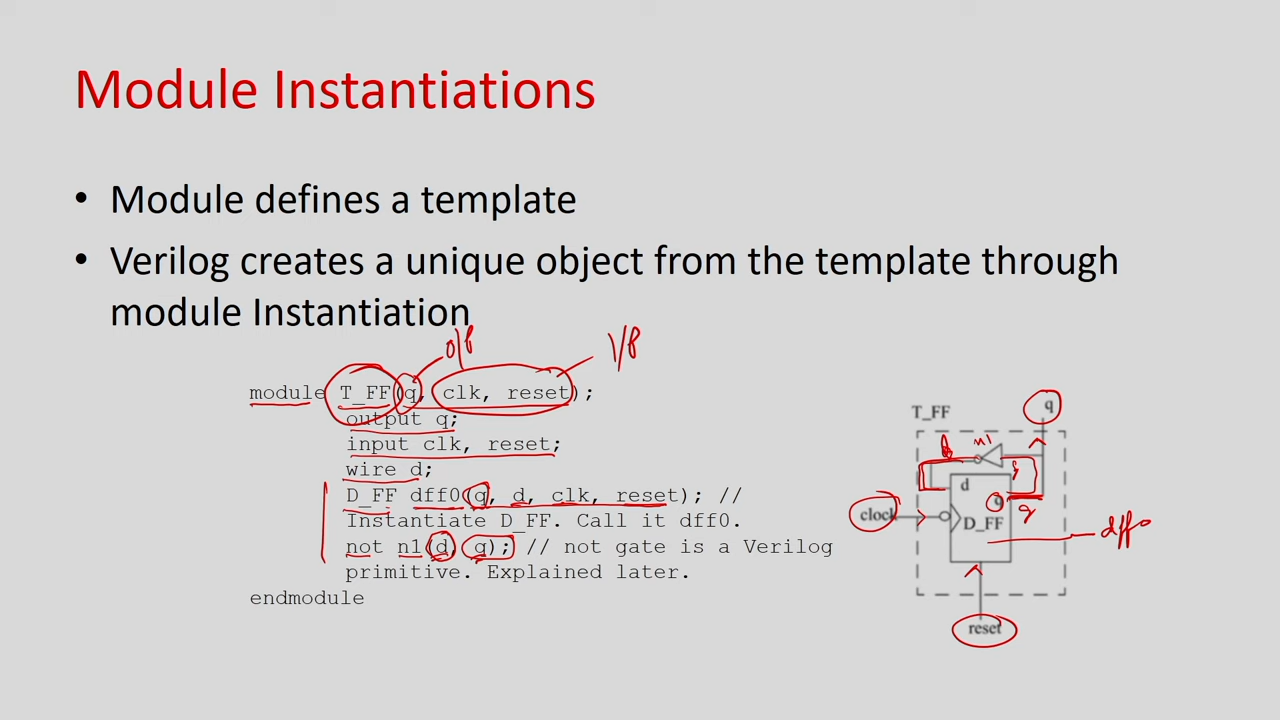 Module Instantiations
• Module defines a template
• Verilog creates a unique object from the template through
module Instantiation
O/P
I/P
module T_FF(q, clk, reset);
output q;
input clk, reset;
wire d;
D_FF dff0(q, d, clk, reset); //
Instantiate D_FF. Call it dff0.
not n1(d, q); // not gate is a Verilog
primitive. Explained later.
endmodule
T_FF
q
n1
d
q
q
clock
D_FF
dff0
reset